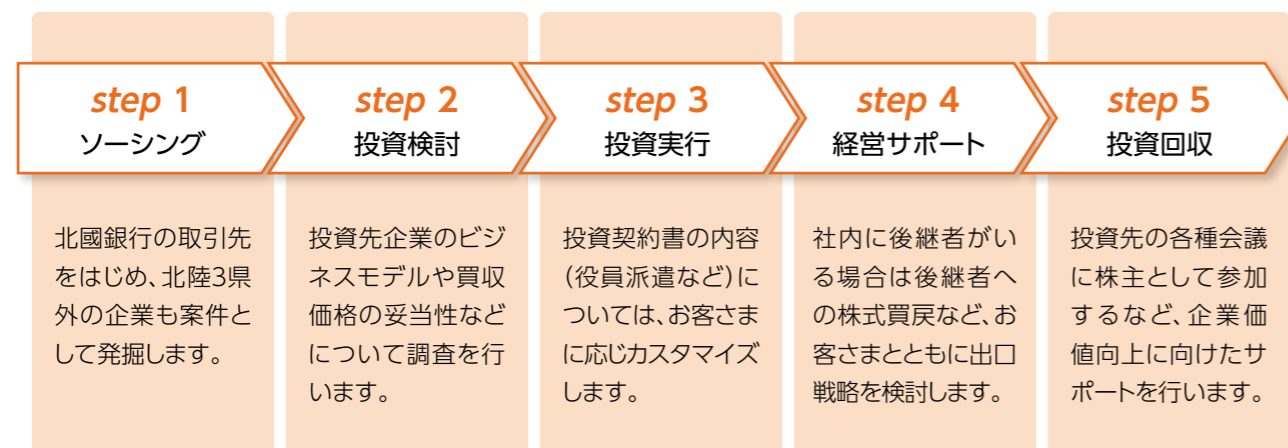 step 1
ソーシング
北國銀行の取引先
をはじめ、北陸3県
外の企業も案件と
して発掘します。
step 2
投資検討
投資先企業のビジ
ネスモデルや買収
価格の妥当性など
について調査を行
います。
step 3
投資実行
投資契約書の内容
(役員派遣など)に
ついては、お客さま
に応じカスタマイズ
します。
step 4
経営サポート
社内に後継者がい
る場合は後継者へ
の株式買戻など、お
客さまとともに出口
戦略を検討します。
step 5
投資回収
投資先の各種会議
に株主として参加
するなど、企業価
値向上に向けたサ
ポートを行います。